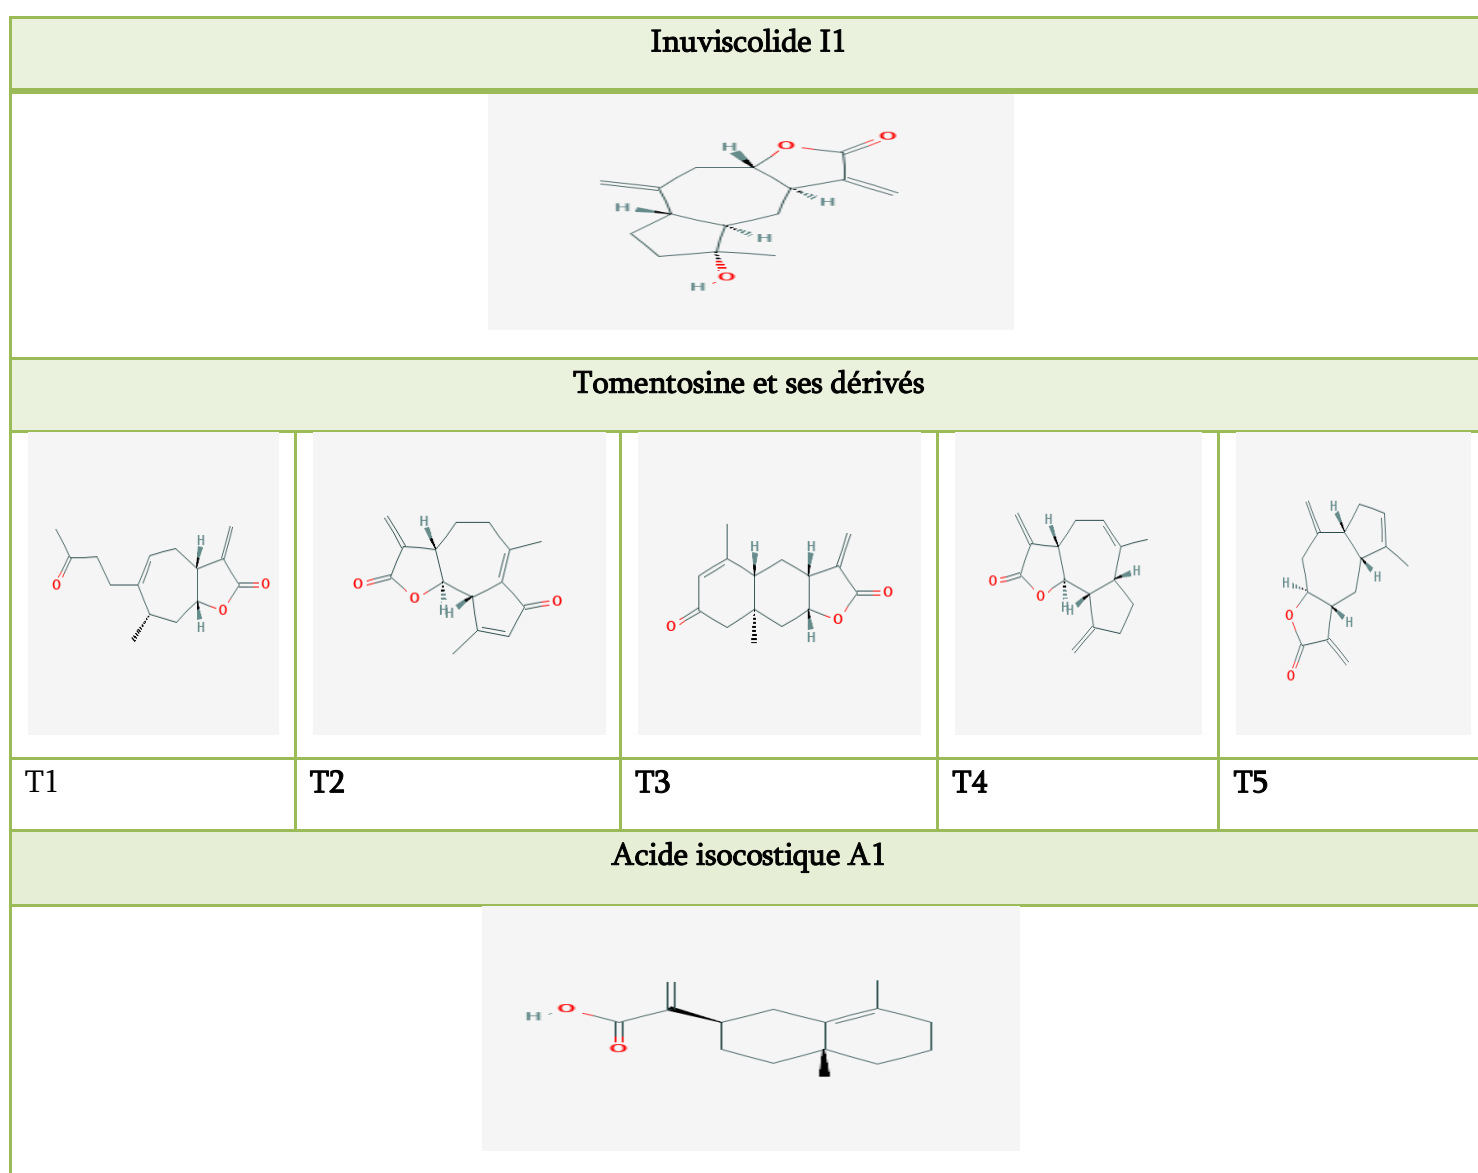 Inuviscolide I1
H O O
H H
H
O
H
Tomentosine et ses dérivés
H O O O H
H H O O O
H H O
H O O O
H O H O
H H H H O
H H
H O H O
T1 T2 T3 T4 T5
Acide isocostique A1
H O
O